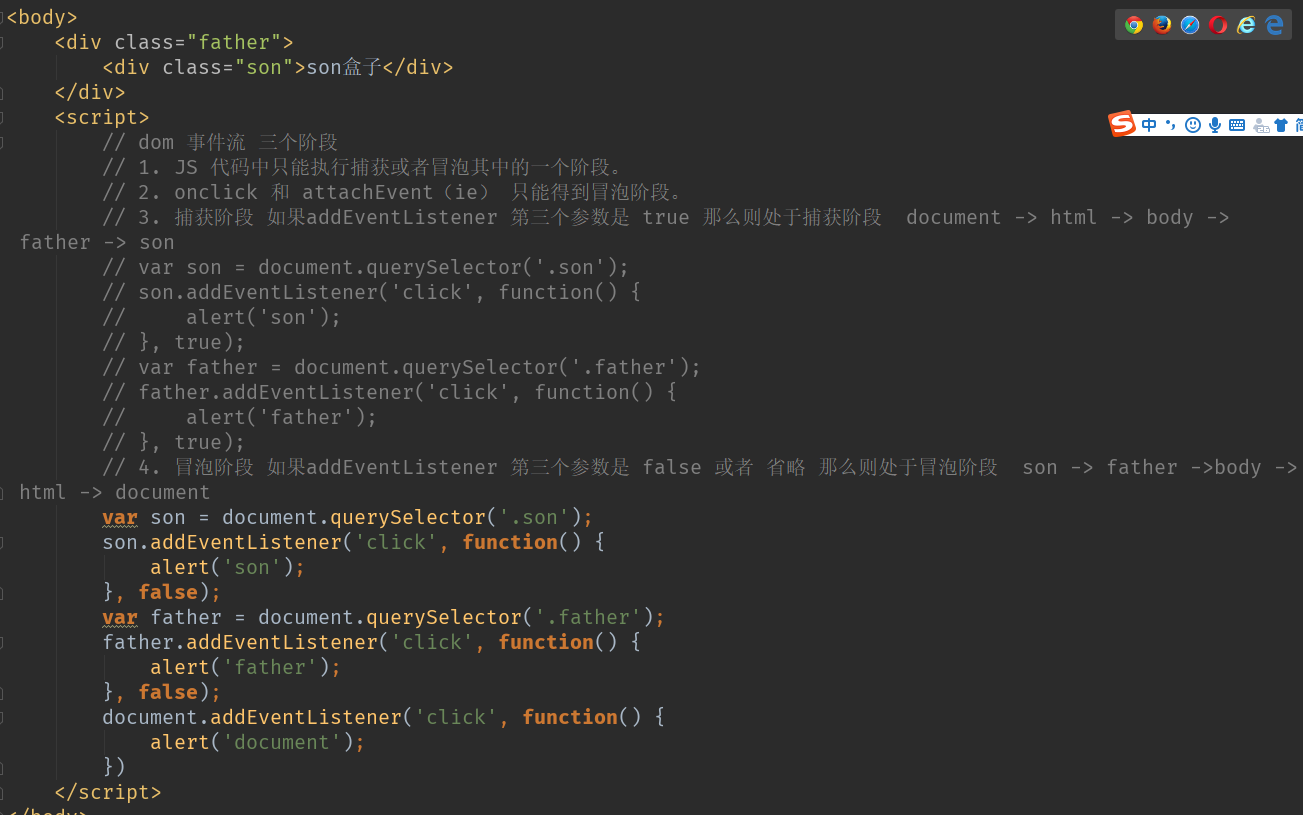 <body>
    <div class="father">
        <div class="son">son盒子</div>
    </div>
    <script>
        // dom 事件流 三个阶段
        // 1. JS 代码中只能执行捕获或者冒泡其中的一个阶段。
        // 2. onclick 和 attachEvent（ie） 只能得到冒泡阶段。
        // 3. 捕获阶段 如果addEventListener 第三个参数是 true 那么则处于捕获阶段  document -> html -> body ->
father -> son
        // var son = document.querySelector('.son');
        // son.addEventListener('click', function() {
        //     alert('son');
        // }, true);
        // var father = document.querySelector('.father');
        // father.addEventListener('click', function() {
        //     alert('father');
        // }, true);
        // 4. 冒泡阶段 如果addEventListener 第三个参数是 false 或者 省略 那么则处于冒泡阶段  son -> father ->body ->
html -> document
        var son = document.querySelector('.son');
        son.addEventListener('click', function() {
            alert('son');
        }, false);
        var father = document.querySelector('.father');
        father.addEventListener('click', function() {
            alert('father');
        }, false);
        document.addEventListener('click', function() {
            alert('document');
        })
    </script>
</body>
中
简